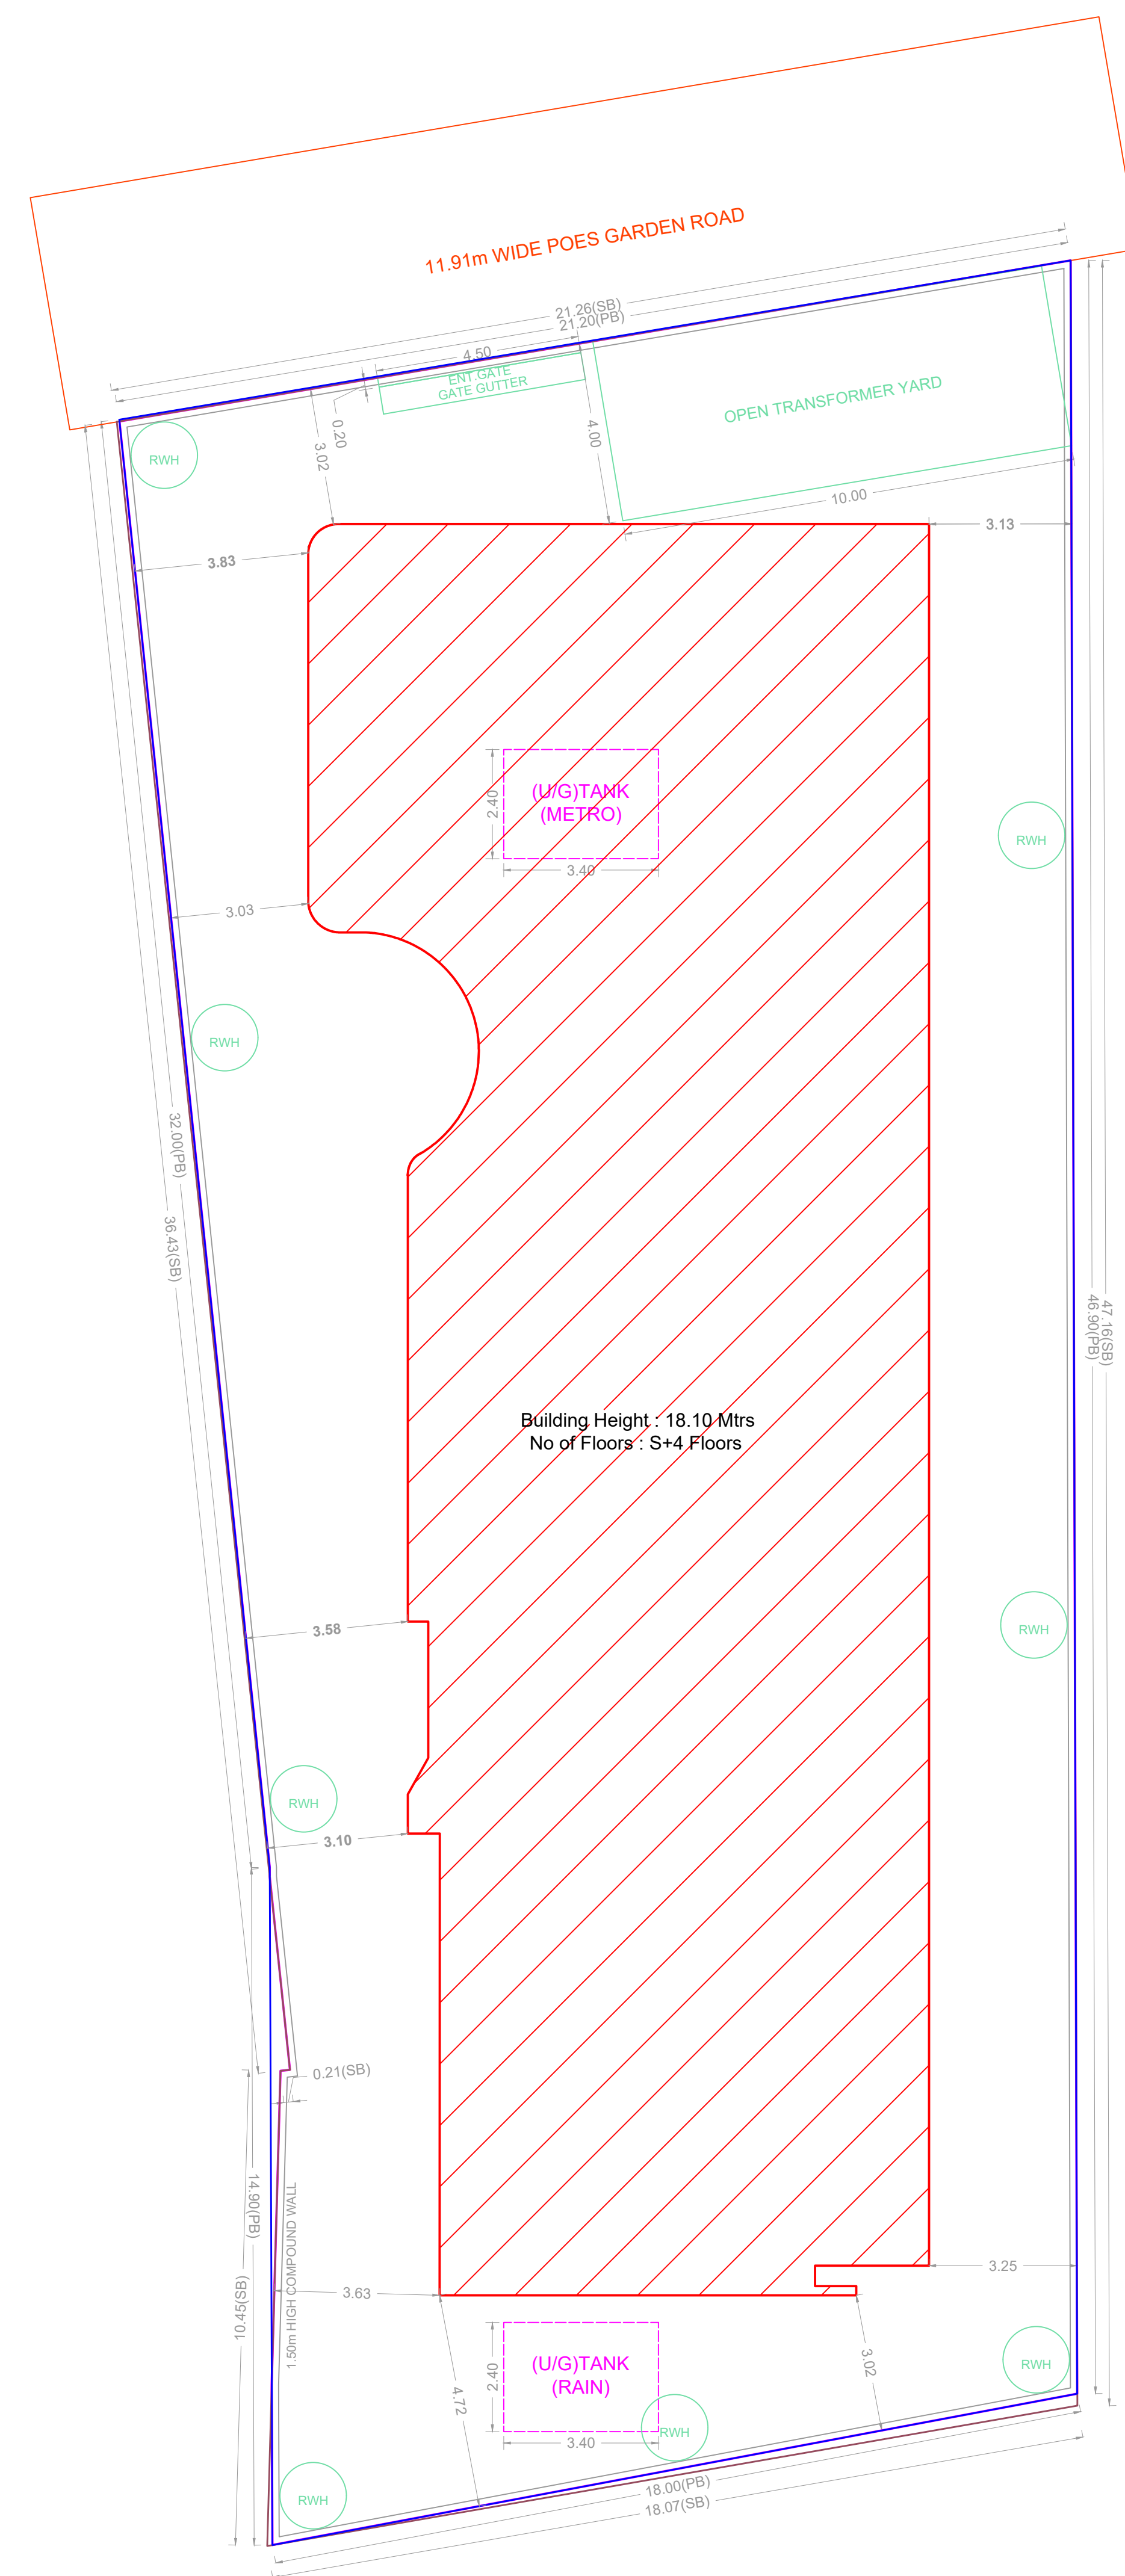 11.91m WIDE POES GARDEN ROAD
21.26(SB)
21.20(PB)
4.50
ENT.GATE
GATE GUTTER
OPEN TRANSFORMER YARD
0.20
3.02
4.00
RWH
10.00
3.13
3.83
(U/G)TANK
(METRO)
2.40
3.40
RWH
3.03
RWH
32.00(PB)
36.43(SB)
47.16(SB)
46.90(PB)
Building Height : 18.10 Mtrs
No of Floors : S+4 Floors
3.58
RWH
RWH
3.10
0.21(SB)
14.90(PB)
10.45(SB)
1.50m HIGH COMPOUND WALL
3.25
3.63
(U/G)TANK
(RAIN)
2.40
3.40
3.02
RWH
4.72
RWH
RWH
18.00(PB)
18.07(SB)